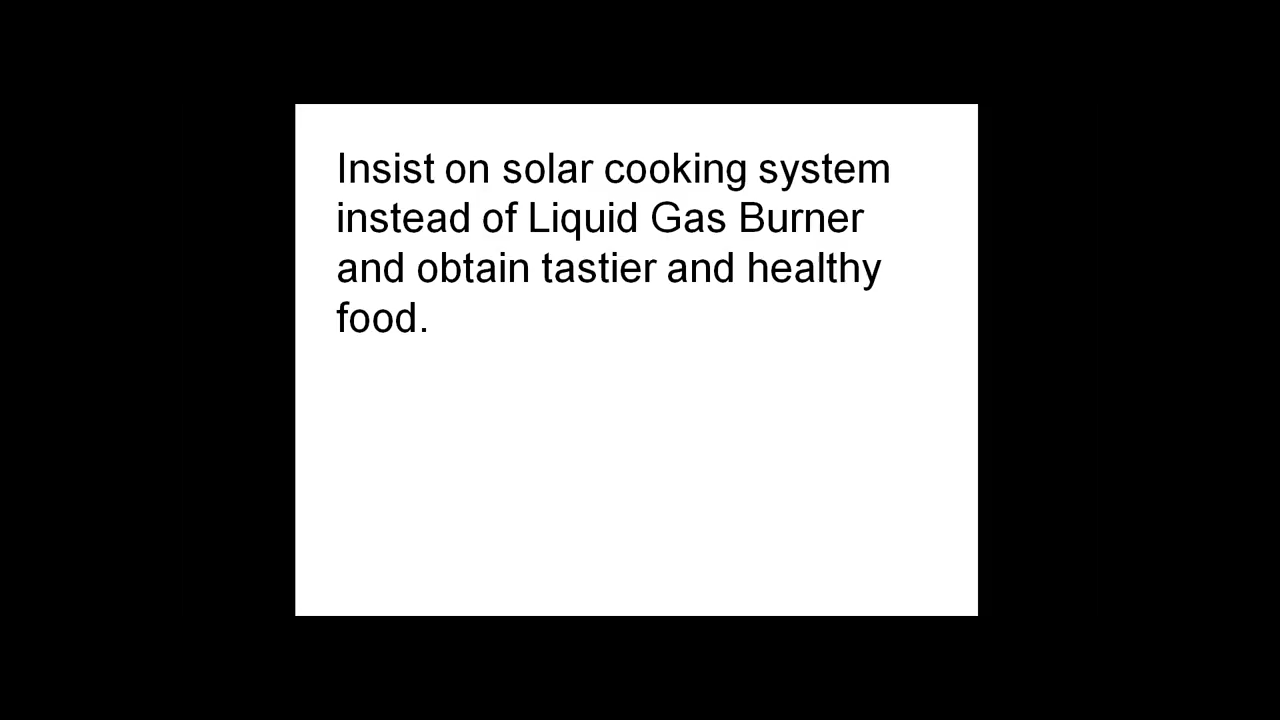 Insist on solar cooking system
instead of Liquid Gas Burner
and obtain tastier and healthy
food.